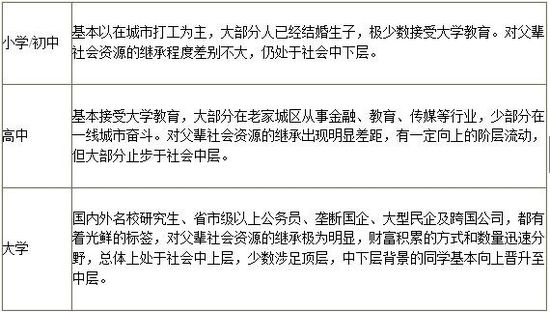 小学/初中
基本以在城市打工为主，大部分人已经结婚生子，极少数接受大学教育。对父辈
社会资源的继承程度差别不大，仍处于社会中下层。
高中
基本接受大学教育，大部分在老家城区从事金融、教育、传媒等行业，少部分在
一线城市奋斗。对父辈社会资源的继承出现明显差距，有一定向上的阶层流动，
但大部分止步于社会中层。
大学
国内外名校研究生、省市级以上公务员、垄断国企、大型民企及跨国公司，都有
着光鲜的标签，对父辈社会资源的继承极为明显，财富积累的方式和数量迅速分
野，总体上处于社会中上层，少数涉足顶层，中下层背景的同学基本向上晋升至
中层。